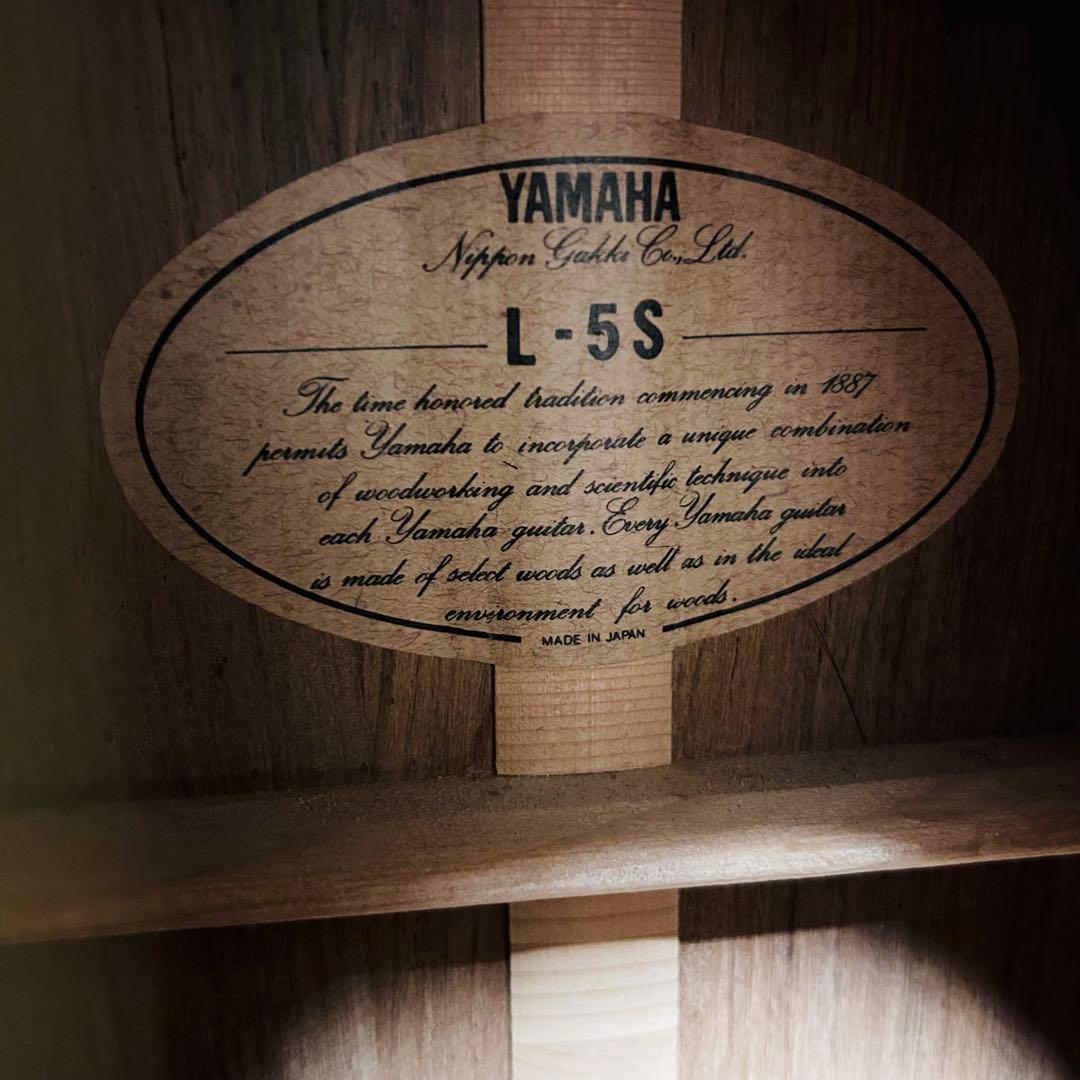 YAMAHA
Nippon Gakki Co., Ltd.
L-5S
The time honored tradition commencing in 1887
permits Yamaha to incorporate a unique combination
of woodworking and scientific technique into
each Yamaha guitar. Every Yamaha guitar
is made of select woods as well as in the ideal
environment for woods.
MADE IN JAPAN